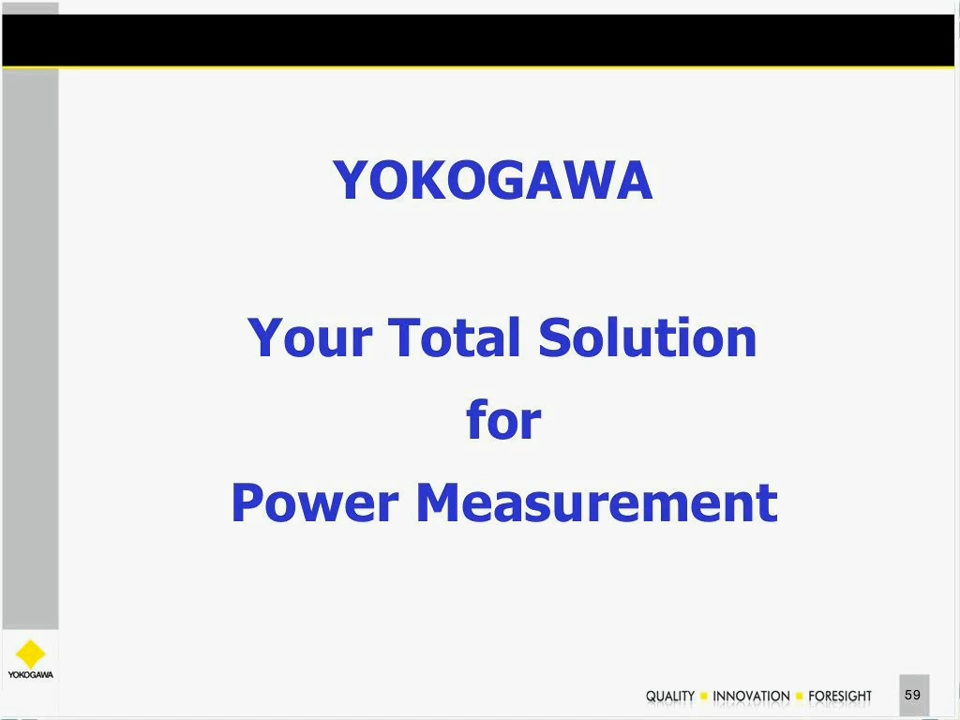 YOKOGAWA
Your Total Solution
for
Power Measurement
YOKOGAWA
QUALITY ■ INNOVATION ■ FORESIGHT
59